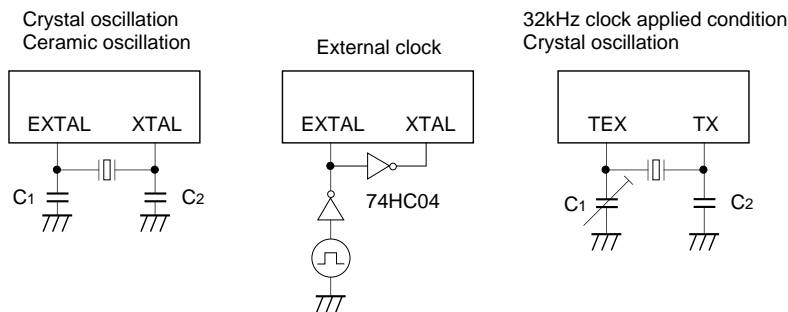 Crystal oscillation
Ceramic oscillation
EXTAL XTAL
C1 C2
External clock
EXTAL XTAL
74HC04
32kHz clock applied condition
Crystal oscillation
TEX TX
C1 C2